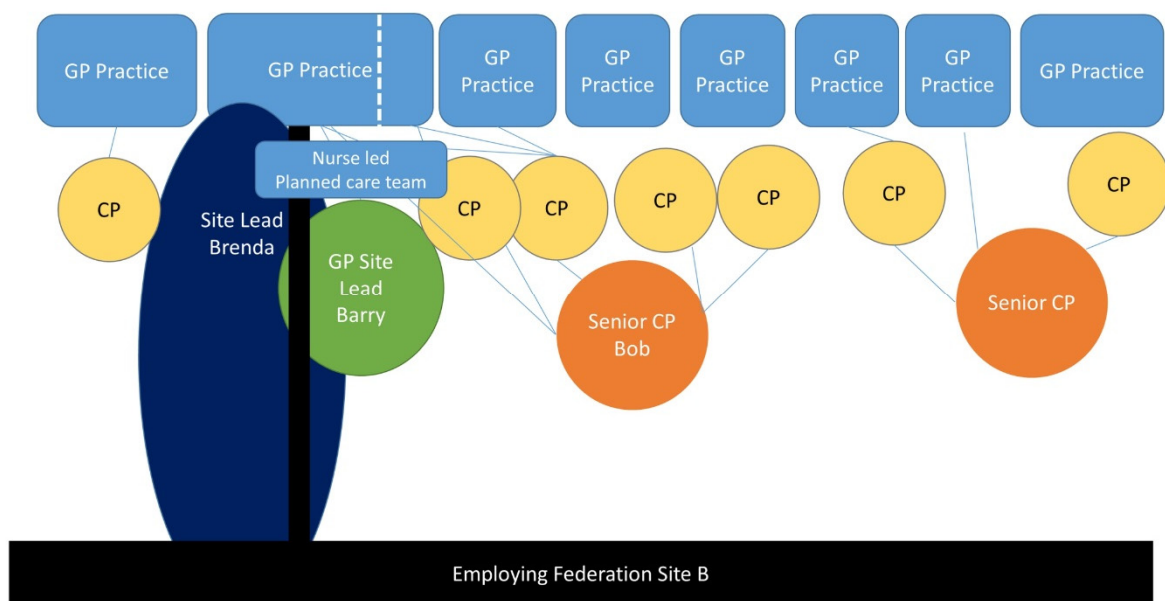 GP Practice
GP Practice
GP
Practice
GP
Practice
GP
Practice
GP
Practice
GP
Practice
GP Practice
Nurse led
Planned care team
CP
Site Lead
Brenda
CP
CP
CP
CP
CP
CP
GP Site
Lead
Barry
Senior CP
Bob
Senior CP
Employing Federation Site B